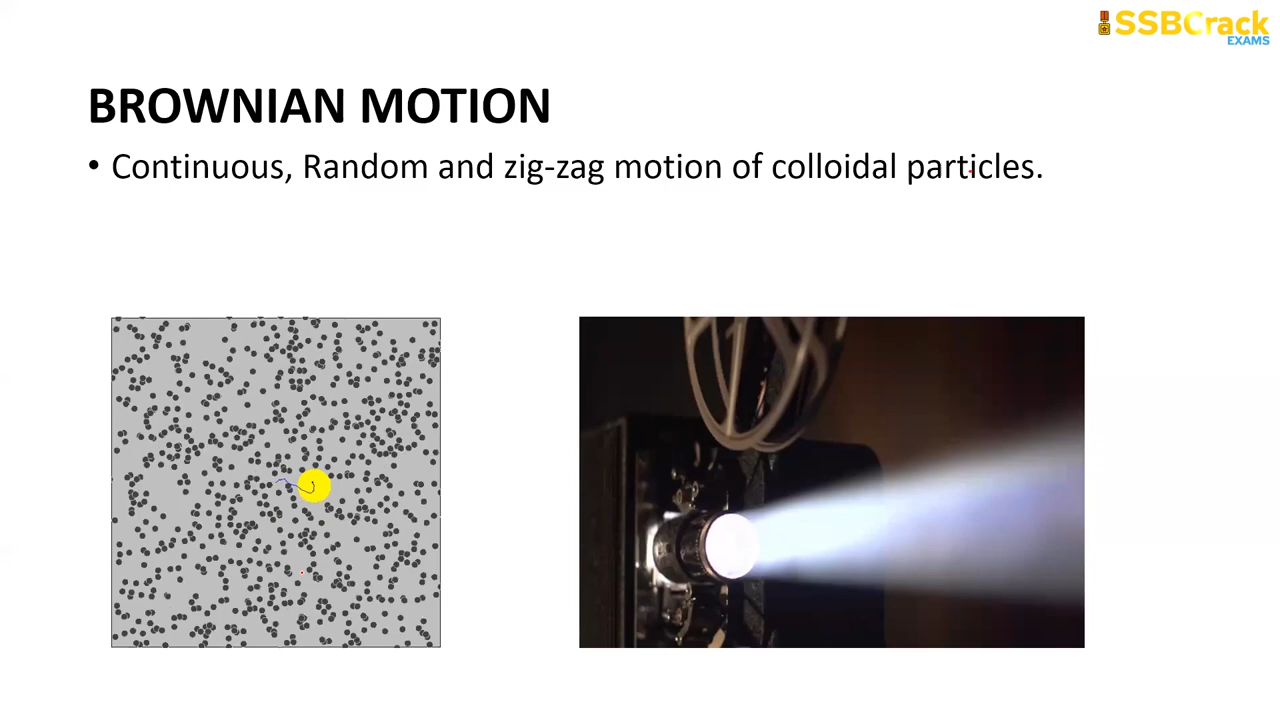 SSBCrack
EXAMS
BROWNIAN MOTION
• Continuous, Random and zig-zag motion of colloidal particles.